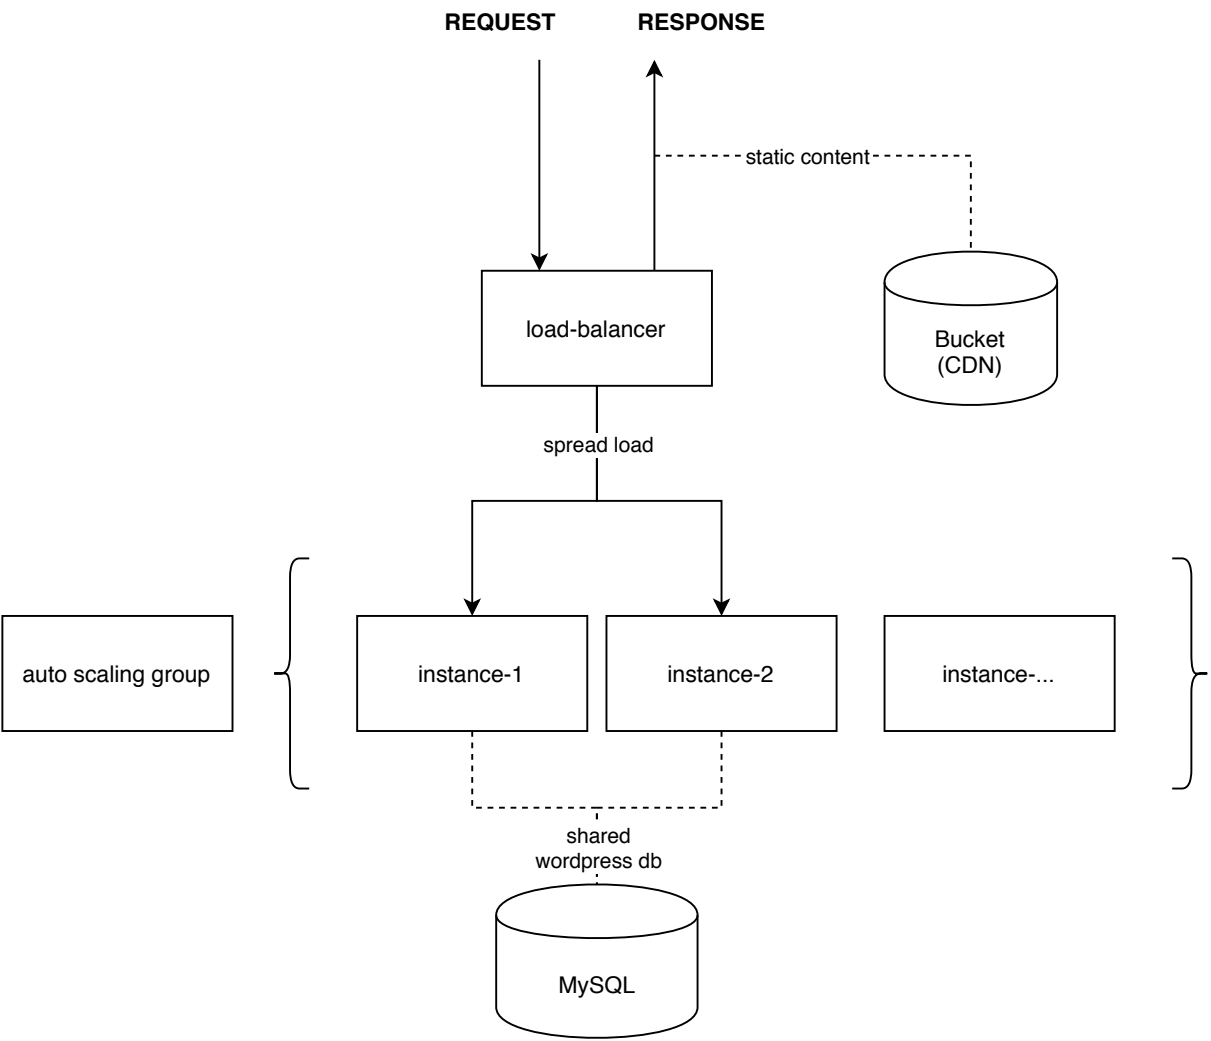 REQUEST
RESPONSE
static content
load-balancer
Bucket
(CDN)
spread load
auto scaling group
instance-1
instance-2
instance-...
shared
wordpress db
MySQL